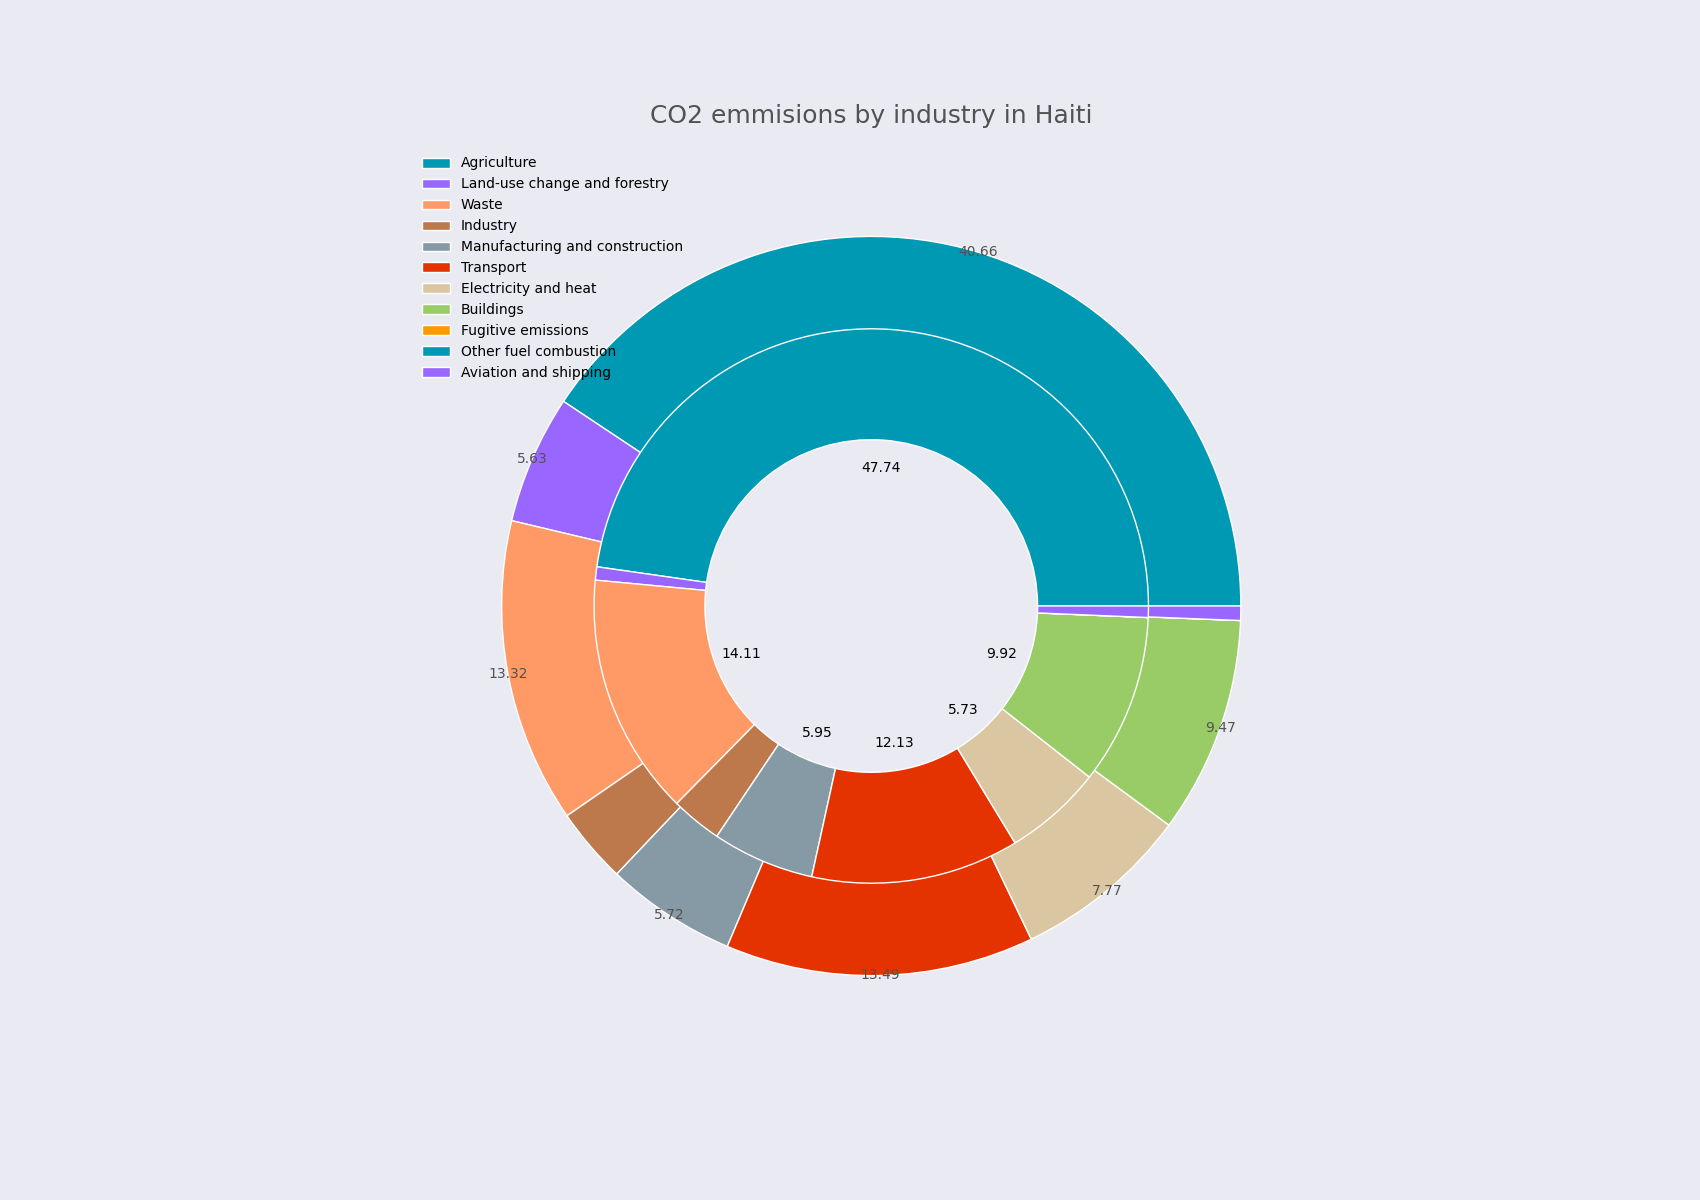 CO2 emmisions by industry in Haiti
Agriculture
Land-use change and forestry
Waste
Industry
Manufacturing and construction
Transport
Electricity and heat
Buildings
Fugitive emissions
Other fuel combustion
Aviation and shipping
40.66
5.63
47.74
13.32
14.11
9.92
5.73
9.47
5.95
12.13
7.77
5.72
13.49